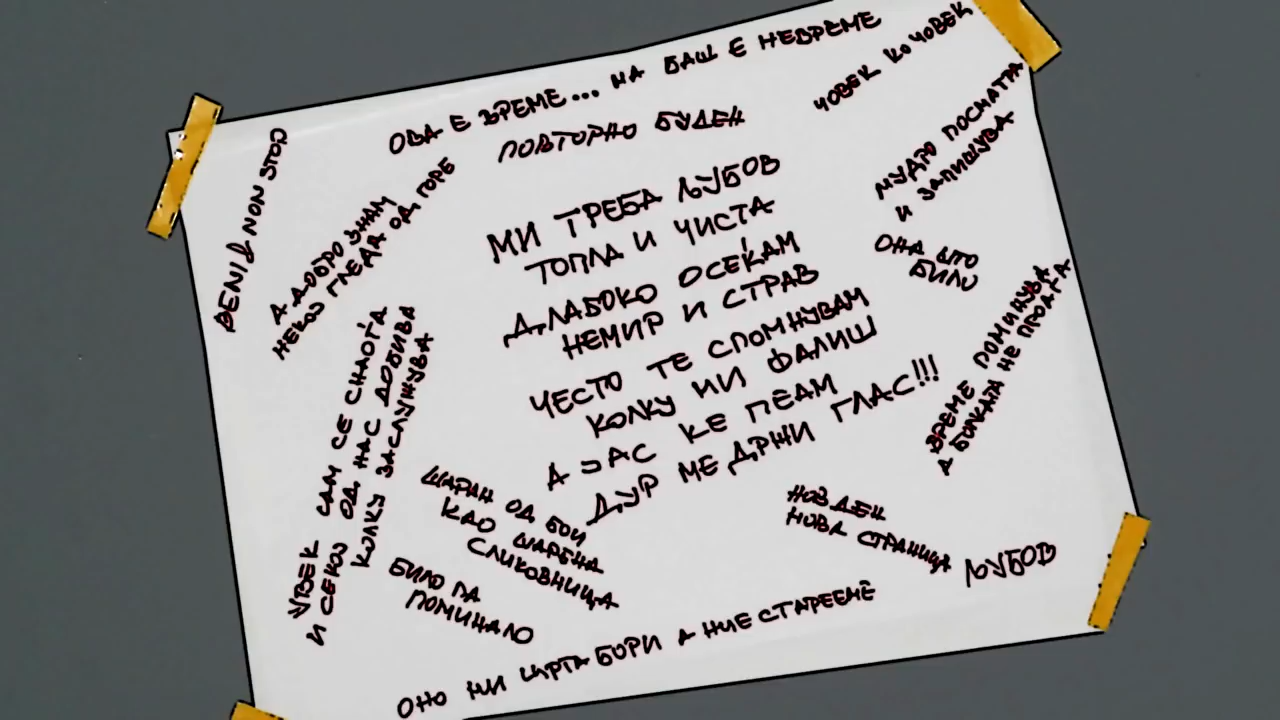 ОВА Е ВРЕМЕ... МА БАШ Е НЕВРЕМЕ
ПОВТОРНО БУДЕН
ЧОВЕК КО ЧОВЕК
МУДРО ПОСМАТРА
И ЗАПИШУВА
DENIJ NON STOP
А ДОБРО ЗНАМ
НЕКОЈ ГЛЕДА ОД ГОРЕ
МИ ТРЕБА ЉУБОВ
ТОПЛА И ЧИСТА
ДЛАБОКО ОСЕЌАМ
НЕМИР И СТРАВ
ЧЕСТО ТЕ СПОМНУВАМ
КОЛКУ МИ ФАЛИШ
А ЈАС ЌЕ ПЕАМ
ДУР МЕ ДРЖИ ГЛАС!!!
ОНА ШТО
БИЛО
ВРЕМЕ ПОМИНУВА
А БОЛКАТА НЕ ПРОАЃА
УВЕК САМ СЕ СНАОЃА
И СЕКОЈ ОД НАС ДОБИВА
КОЛКУ ЗАСЛУЖУВА
ШАРАН ОД БОИ
КАО ШАРЕНА
СЛИКОВНИЦА
БИЛО ПА
ПОМИНАЛО
НОВ ДЕН
НОВА СТРАНИЦА
ЉУБОВ
ОНО НИ ЦРТА БОРИ А НИЕ СТАРЕЕМЕ